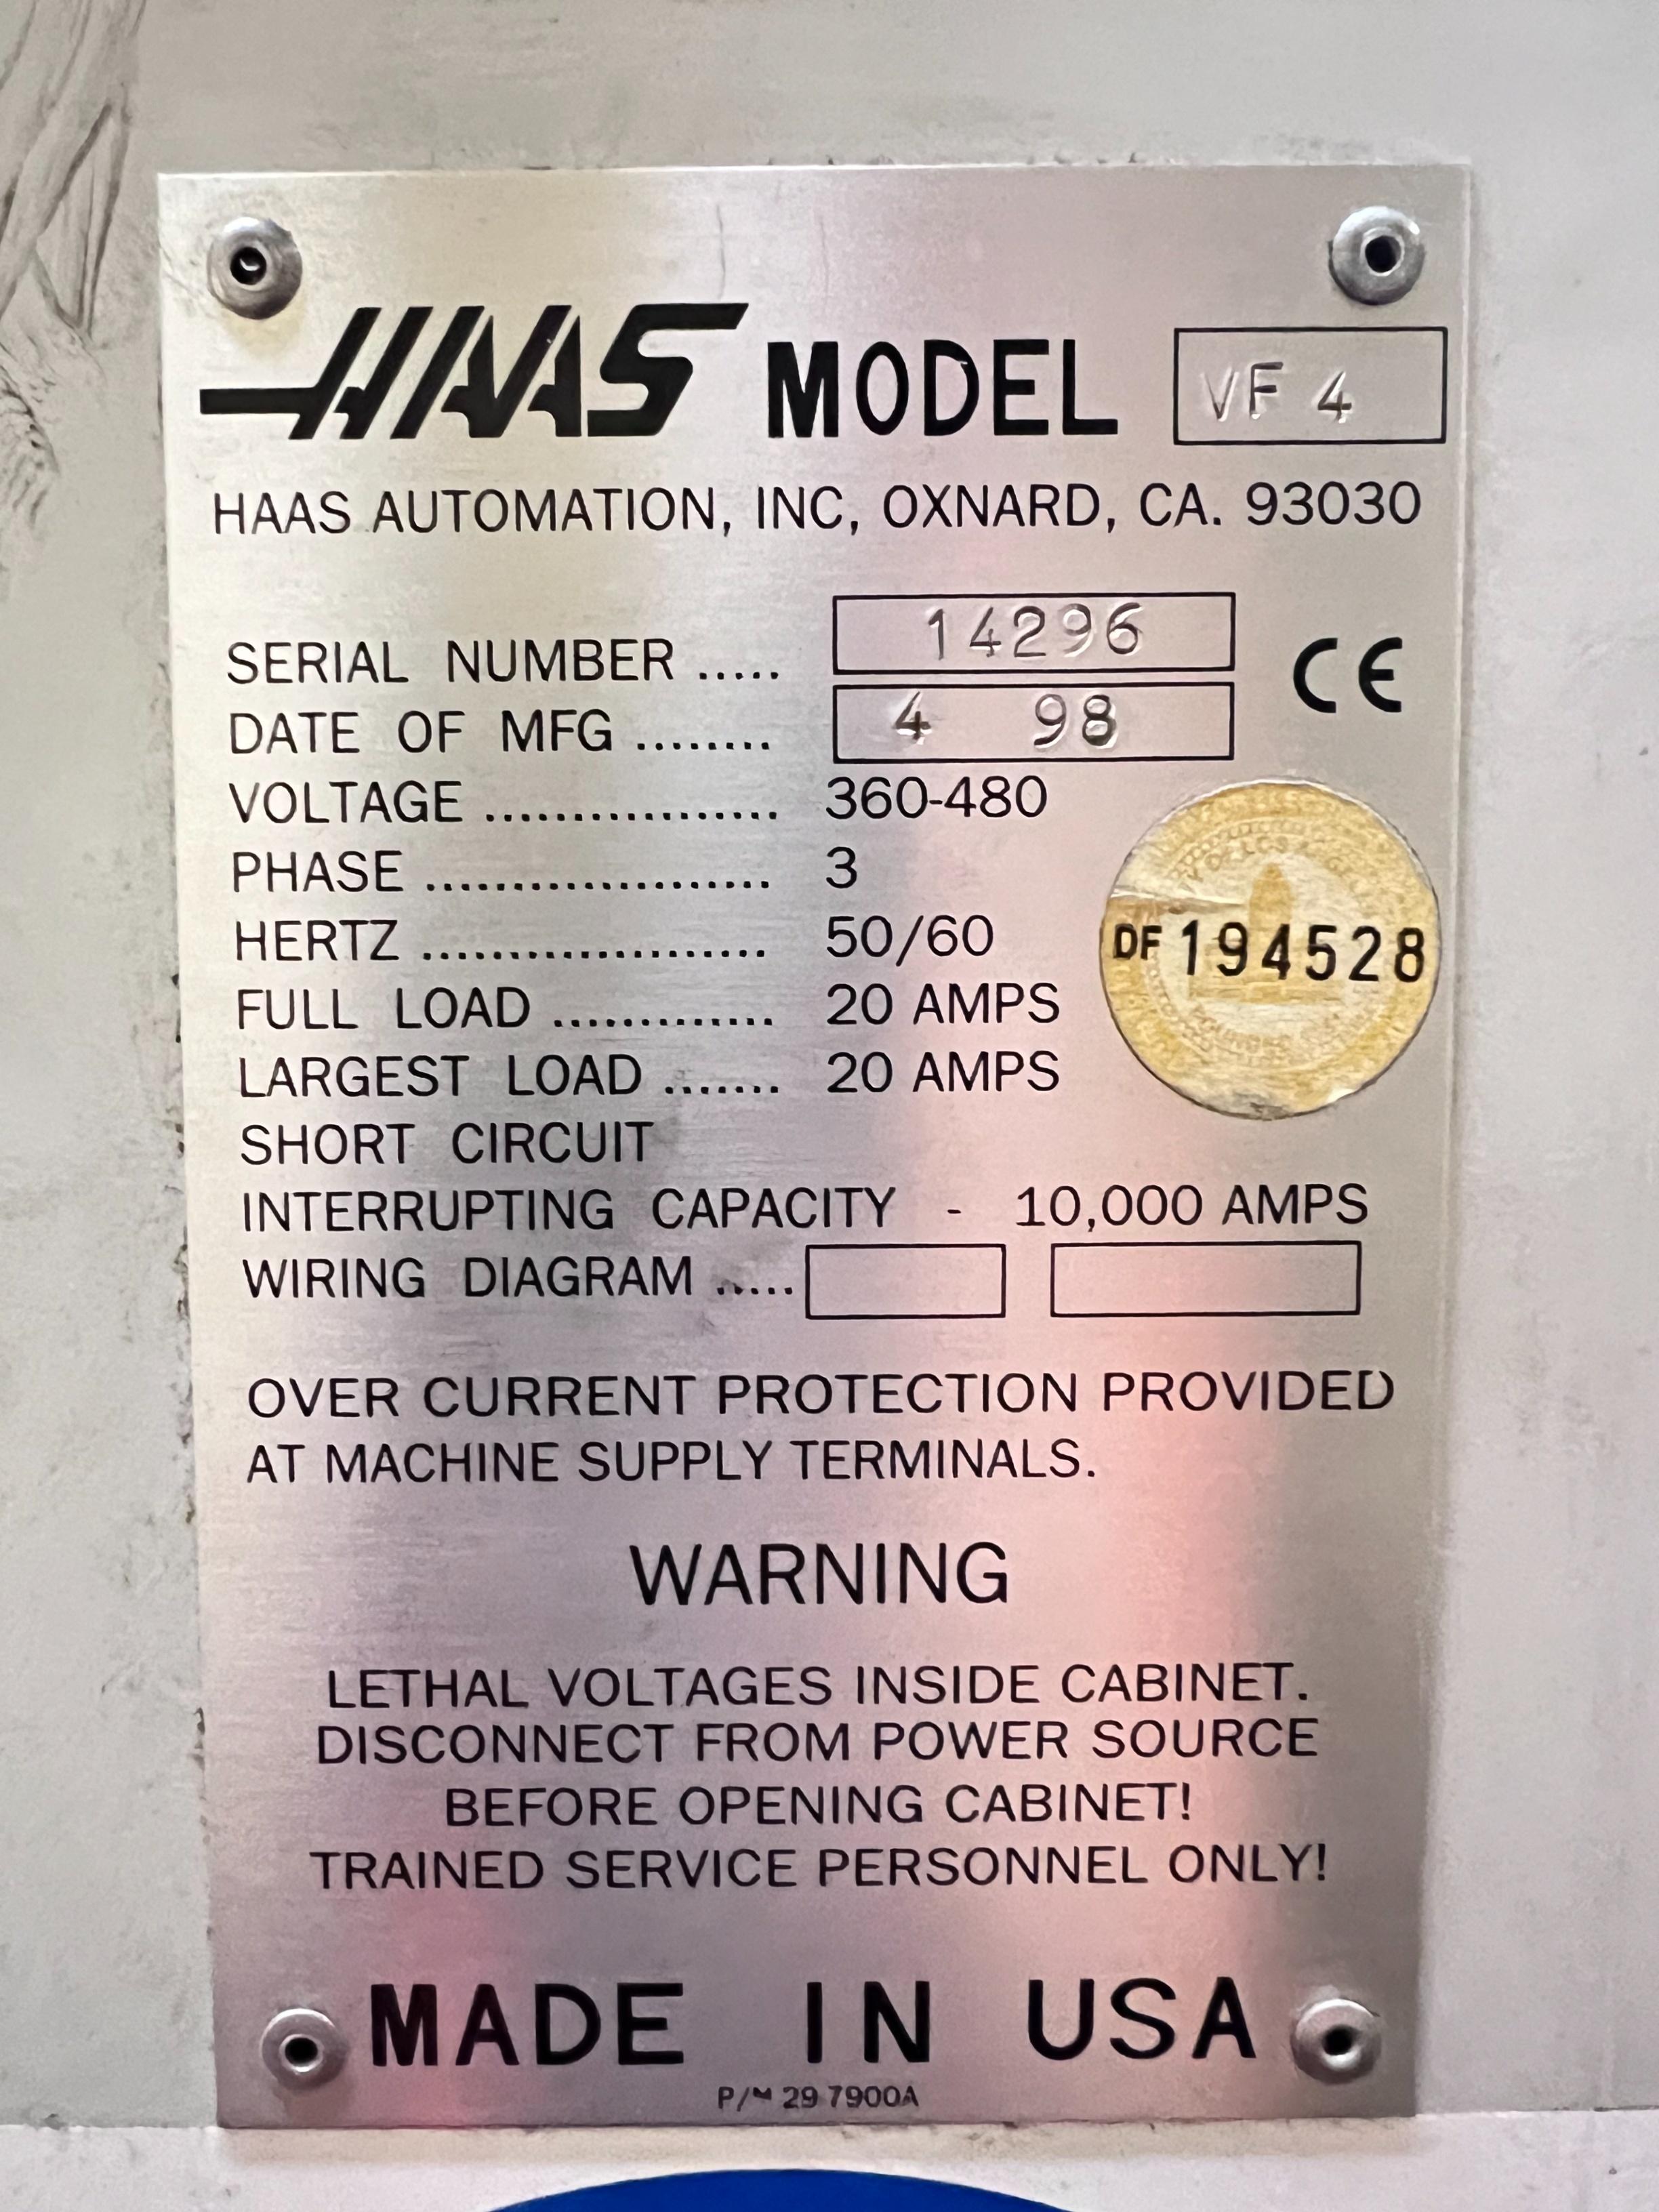 HAAS MODEL VF 4
HAAS AUTOMATION, INC, OXNARD, CA. 93030
SERIAL NUMBER ..... 14296
CE
DATE OF MFG ........ 4 98
VOLTAGE ................. 360-480
PHASE .................... 3
HERTZ .................... 50/60
DF 194528
FULL LOAD ............. 20 AMPS
LARGEST LOAD ....... 20 AMPS
SHORT CIRCUIT
INTERRUPTING CAPACITY - 10,000 AMPS
WIRING DIAGRAM .....
OVER CURRENT PROTECTION PROVIDED
AT MACHINE SUPPLY TERMINALS.
WARNING
LETHAL VOLTAGES INSIDE CABINET.
DISCONNECT FROM POWER SOURCE
BEFORE OPENING CABINET!
TRAINED SERVICE PERSONNEL ONLY!
MADE IN USA
29-7900A